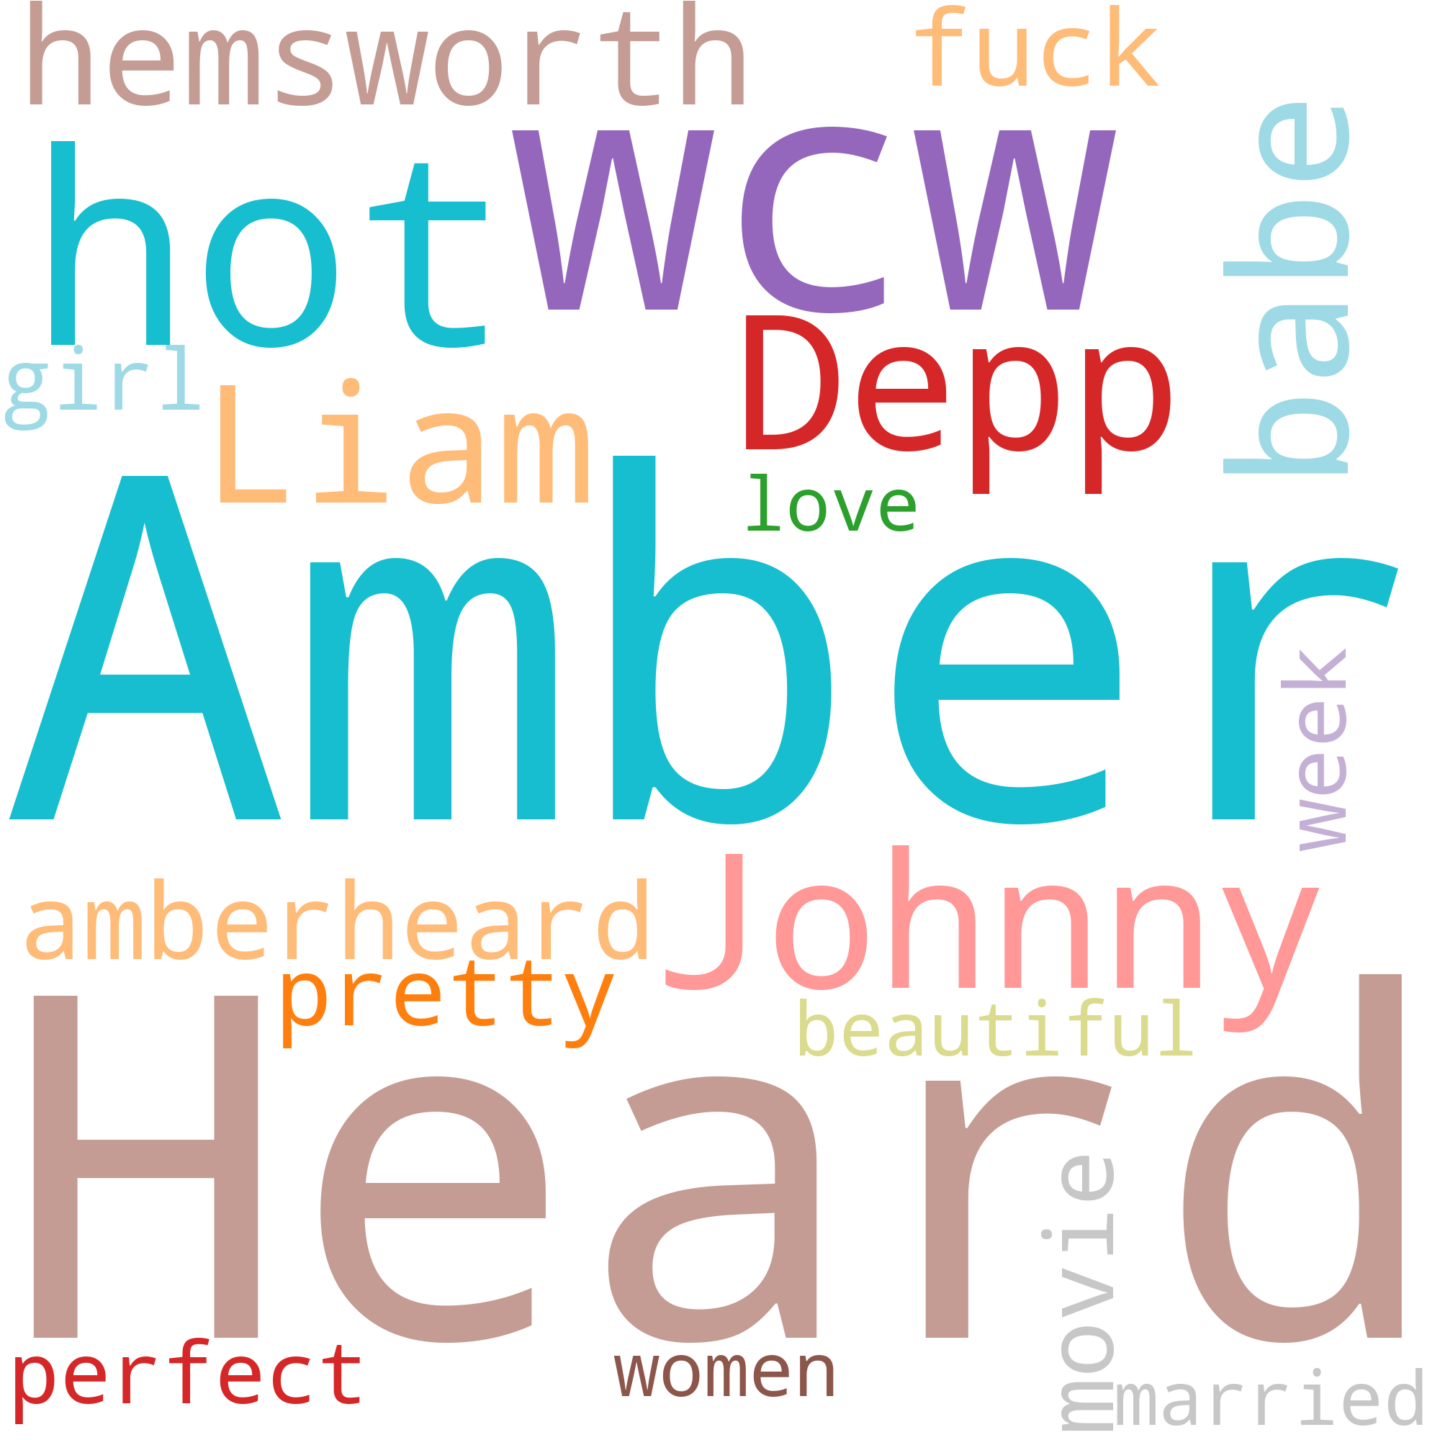 hemsworth
fuck
hot
wcw
babe
Depp
girl
Liam
love
Amber
week
Johnny
amberheard
pretty
beautiful
Heard
movie
perfect
women
married